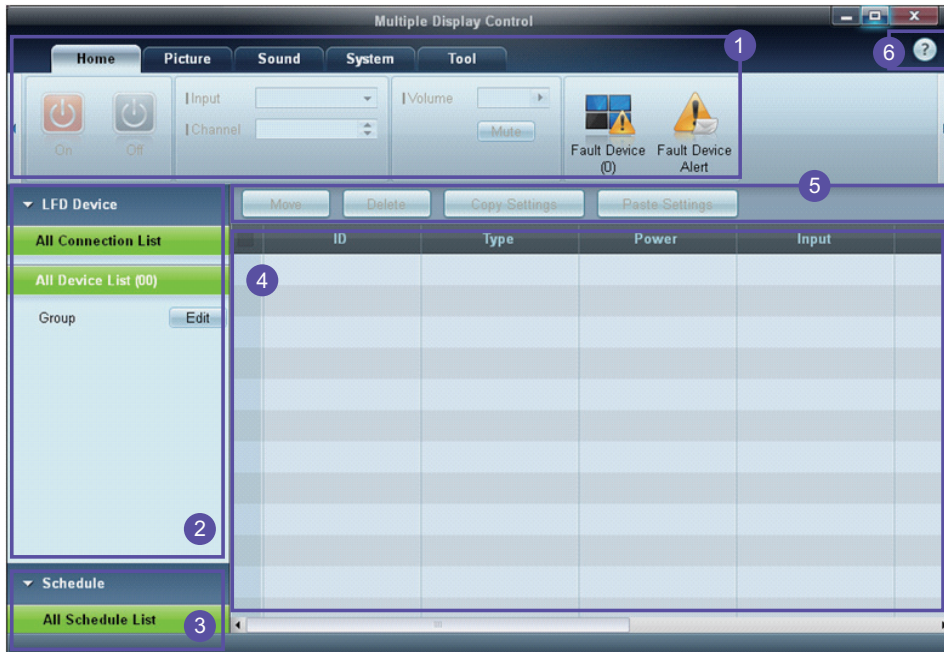 Multiple Display Control
1
6
?
Home Picture Sound System Tool
Input
Volume
Channel
Mute
On Off
Fault Device (0)
Fault Device Alert
5
LFD Device
Move Delete Copy Settings Paste Settings
All Connection List
ID Type Power Input
All Device List (00)
4
Group Edit
2
Schedule
All Schedule List
3